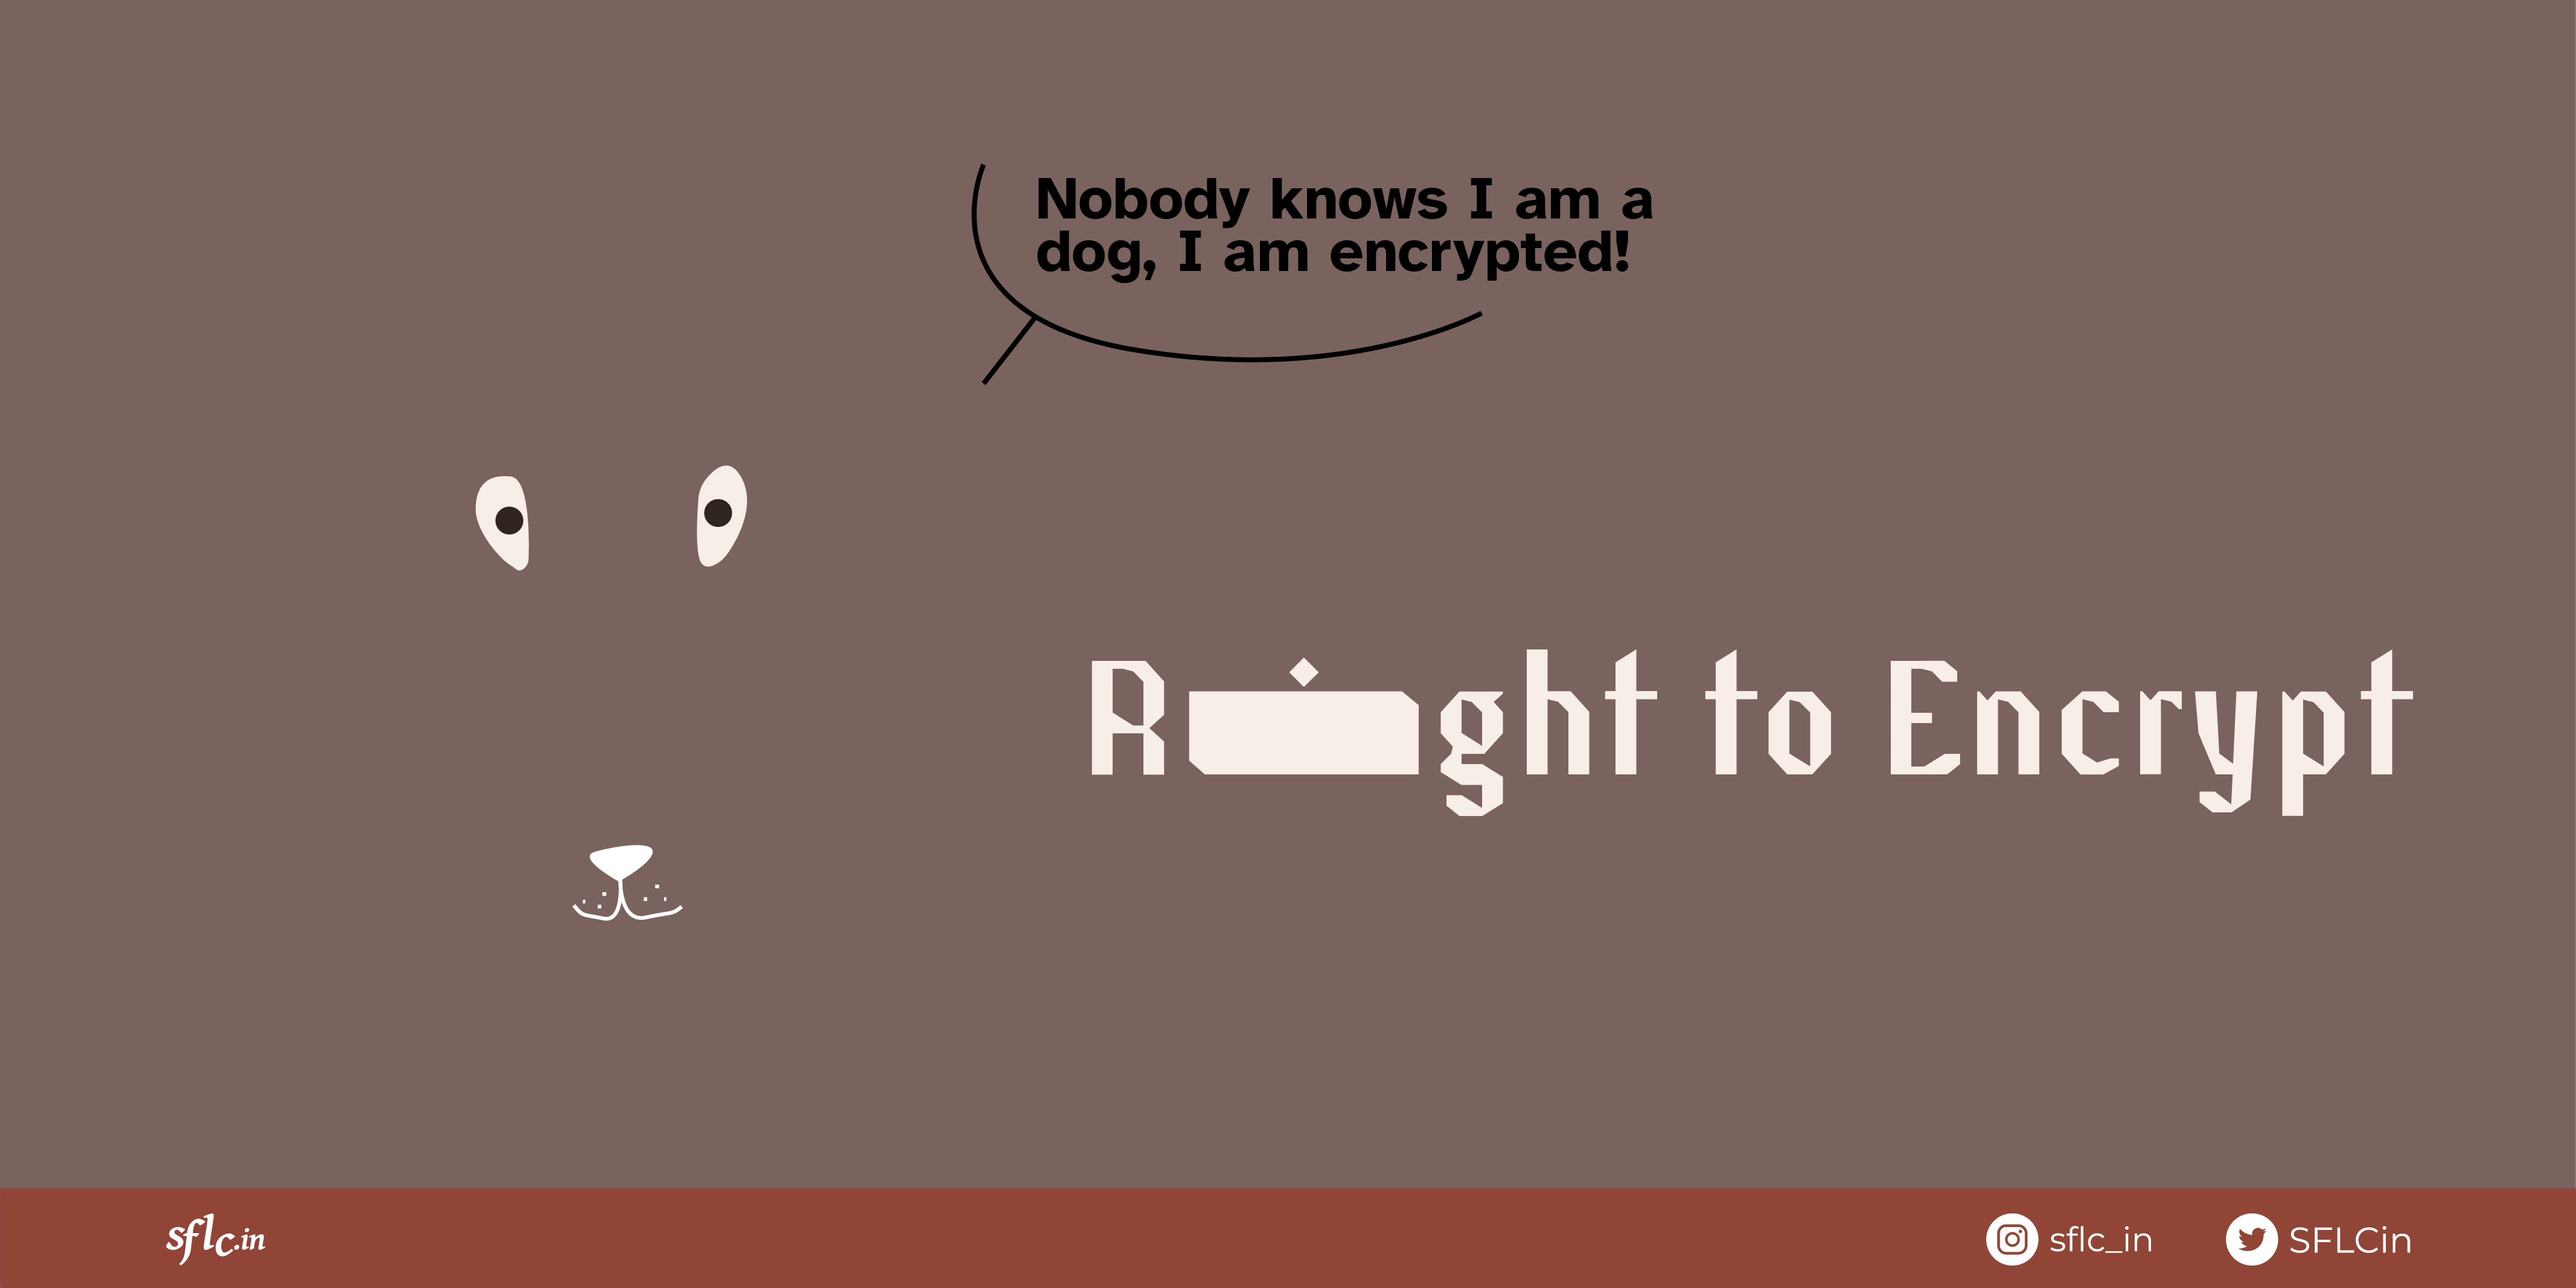 Nobody knows I am a
dog, I am encrypted!
Right to Encrypt
sflc.in
sflc_in
SFLCin